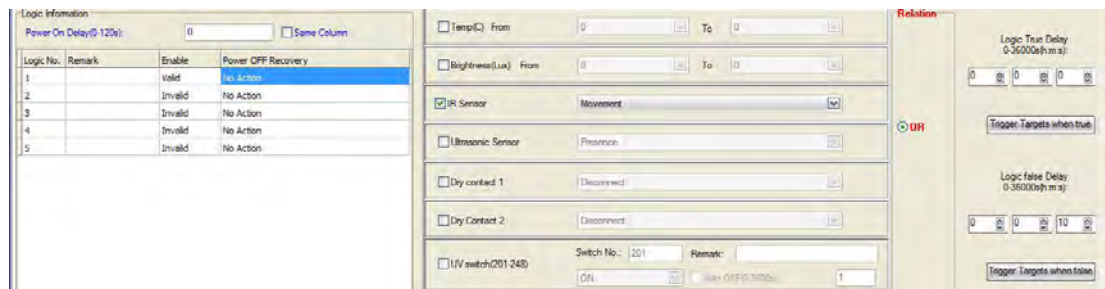 Logic Information
Power On Delay(0-120s): 0 Same Column
Logic No. Remark Enable Power OFF Recovery
1 Valid No Action
2 Invalid No Action
3 Invalid No Action
4 Invalid No Action
5 Invalid No Action
Temp(C) From 0 To 0
Brightness(Lux) From 0 To 0
IR Sensor Movement
Ultrasonic Sensor Presence
Dry contact 1 Disconnect
Dry Contact 2 Disconnect
UV switch(201-248) Switch No.: 201 Remark:
ON Auto OFF 0-3600s: 1
Relation
OR
Logic True Delay
0-36000s(h:m:s):
0 0 0
Trigger Targets when true
Logic false Delay
0-36000s(h:m:s):
0 0 10
Trigger Targets when false